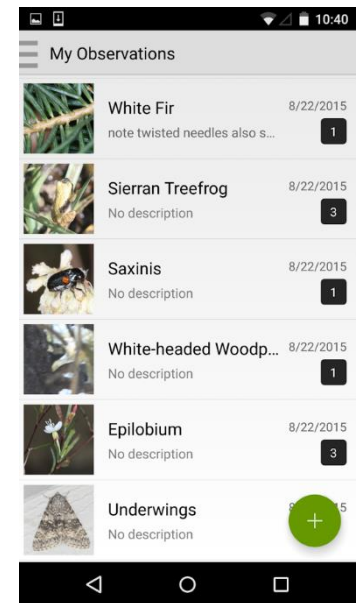 10:40
My Observations
White Fir
8/22/2015
note twisted needles also s...
1
Sierran Treefrog
8/22/2015
No description
3
Saxinis
8/22/2015
No description
1
White-headed Woodp...
8/22/2015
No description
1
Epilobium
8/22/2015
No description
3
Underwings
No description
+